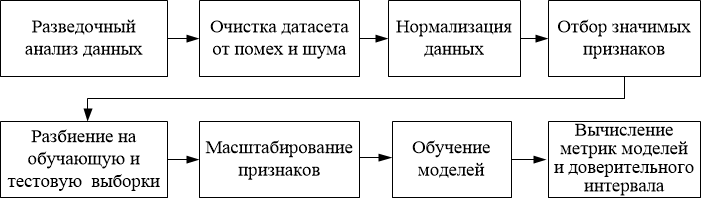 Разведочный
анализ данных
Очистка датасета
от помех и шума
Нормализация
данных
Отбор значимых
признаков
Разбиение на
обучающую и
тестовую выборки
Масштабирование
признаков
Обучение
моделей
Вычисление
метрик моделей
и доверительного
интервала